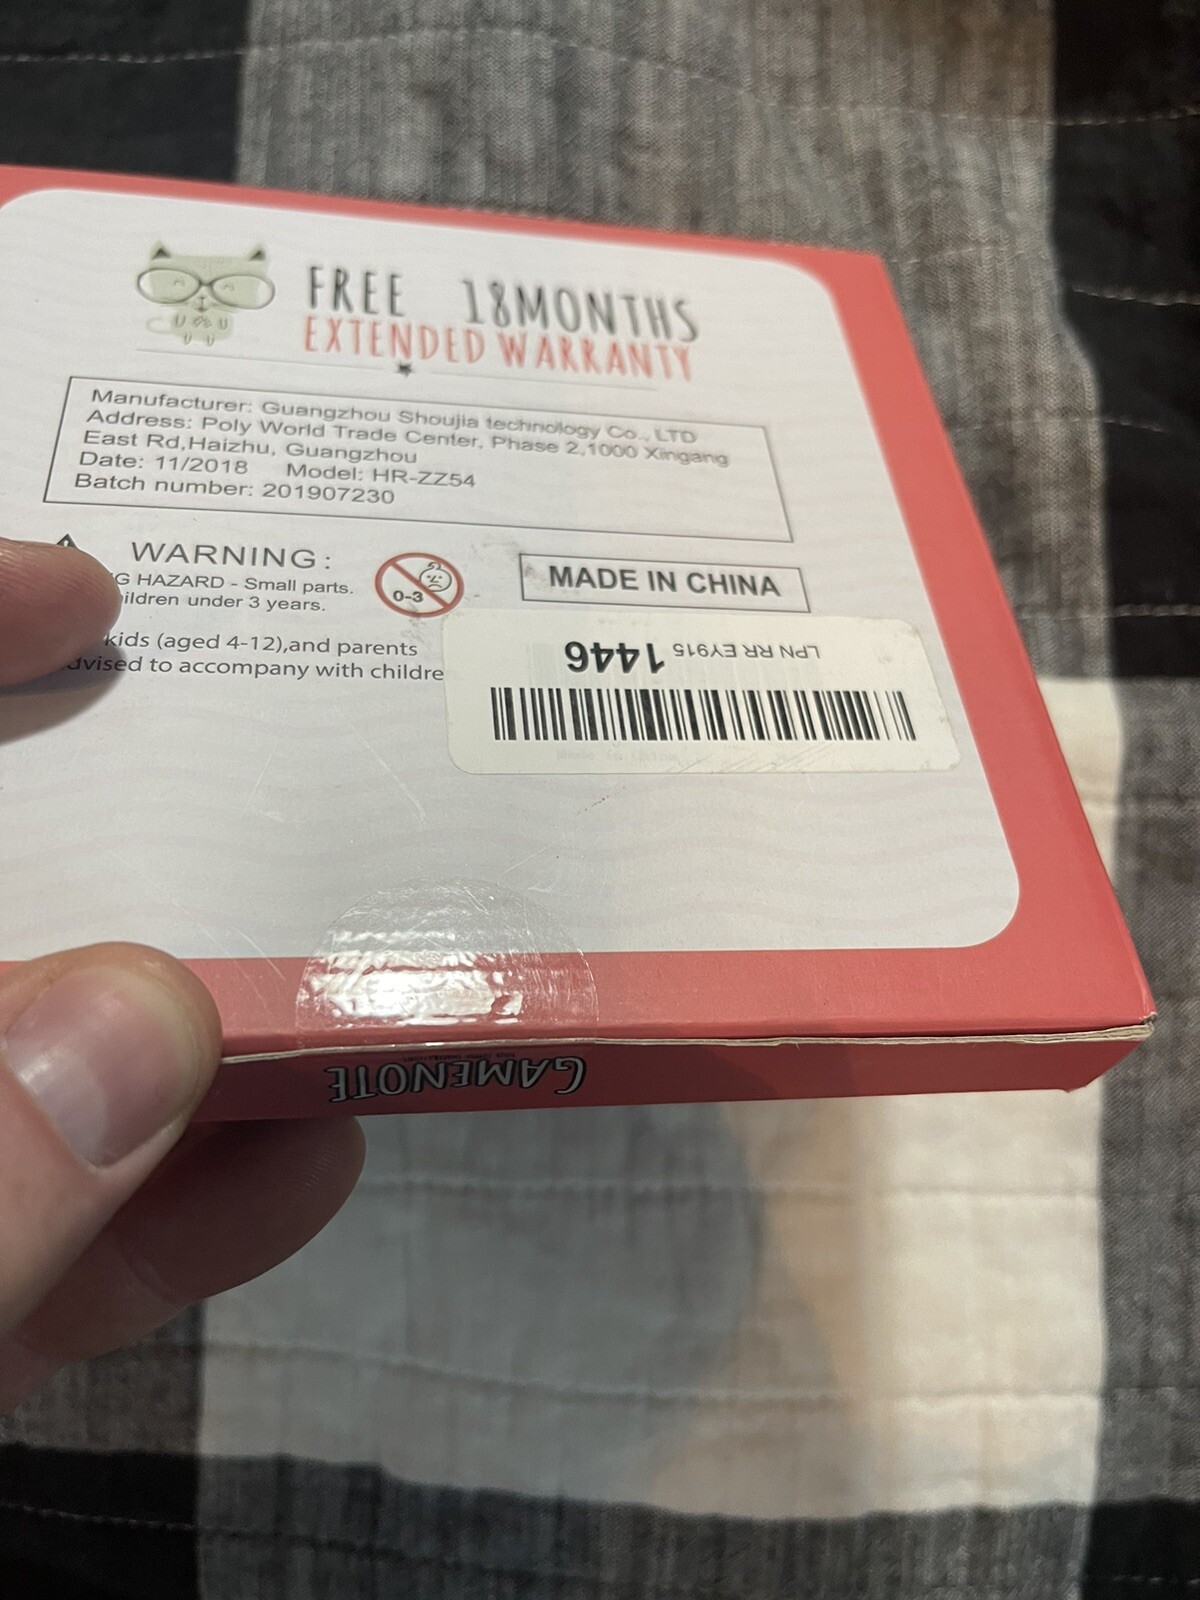 FREE 18MONTHS
EXTENDED WARRANTY
Manufacturer: Guangzhou Shoujia technology Co., LTD
Address: Poly World Trade Center, Phase 2,1000 Xingang
East Rd,Haizhu, Guangzhou
Date: 11/2018 Model: HR-ZZ54
Batch number: 201907230
WARNING:
G HAZARD - Small parts.
ildren under 3 years.
0-3
MADE IN CHINA
kids (aged 4-12),and parents
dvised to accompany with childre
LPN RR EY915 1446
GAMENOTE